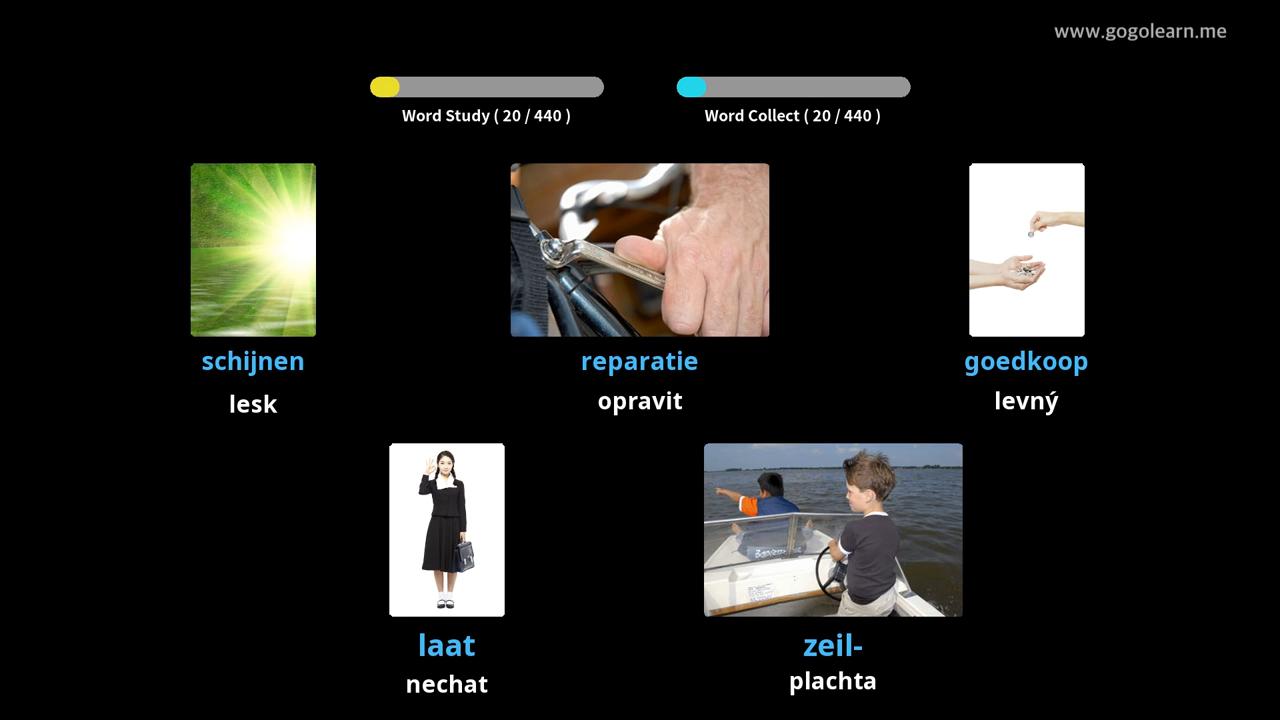 www.gogolearn.me
Word Study ( 20 / 440 )
Word Collect ( 20 / 440 )
schijnen
lesk
reparatie
opravit
goedkoop
levný
laat
nechat
zeil-
plachta